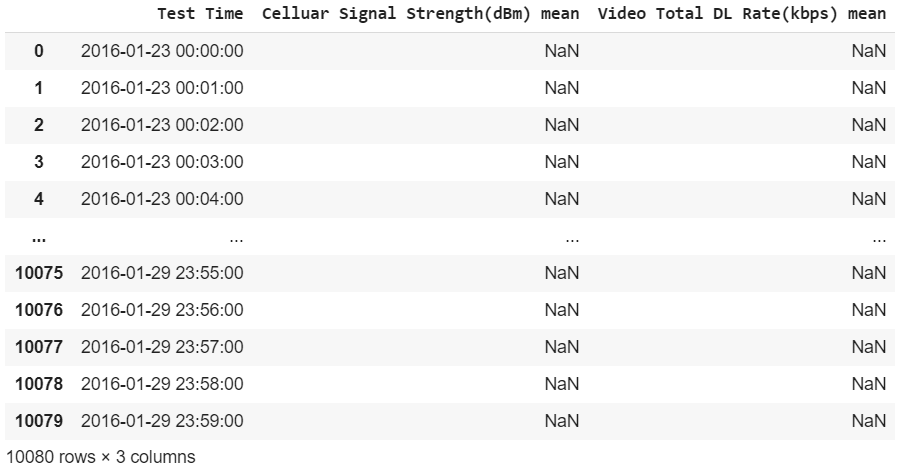 Test Time Celluar Signal Strength(dBm) mean Video Total DL Rate(kbps) mean
0 2016-01-23 00:00:00 NaN NaN
1 2016-01-23 00:01:00 NaN NaN
2 2016-01-23 00:02:00 NaN NaN
3 2016-01-23 00:03:00 NaN NaN
4 2016-01-23 00:04:00 NaN NaN
... ... ... ...
10075 2016-01-29 23:55:00 NaN NaN
10076 2016-01-29 23:56:00 NaN NaN
10077 2016-01-29 23:57:00 NaN NaN
10078 2016-01-29 23:58:00 NaN NaN
10079 2016-01-29 23:59:00 NaN NaN
10080 rows × 3 columns